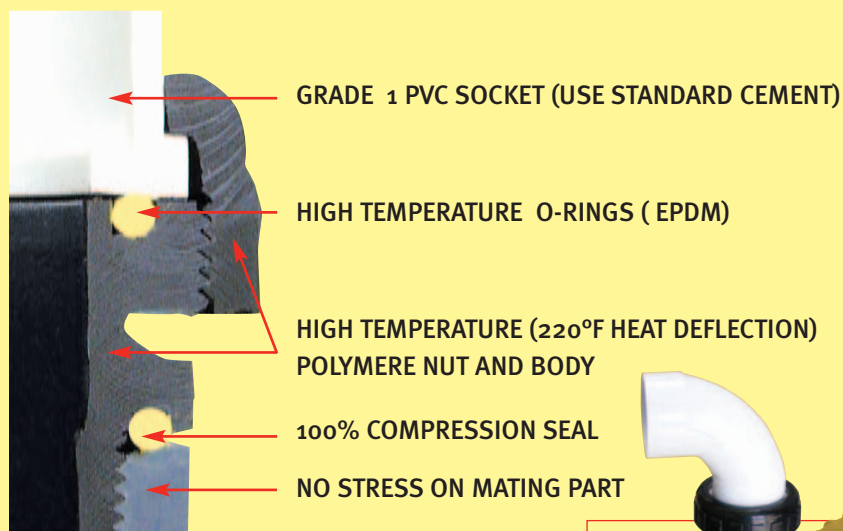 GRADE 1 PVC SOCKET (USE STANDARD CEMENT)
HIGH TEMPERATURE O-RINGS ( EPDM)
HIGH TEMPERATURE (220ºF HEAT DEFLECTION)
POLYMERE NUT AND BODY
100% COMPRESSION SEAL
NO STRESS ON MATING PART